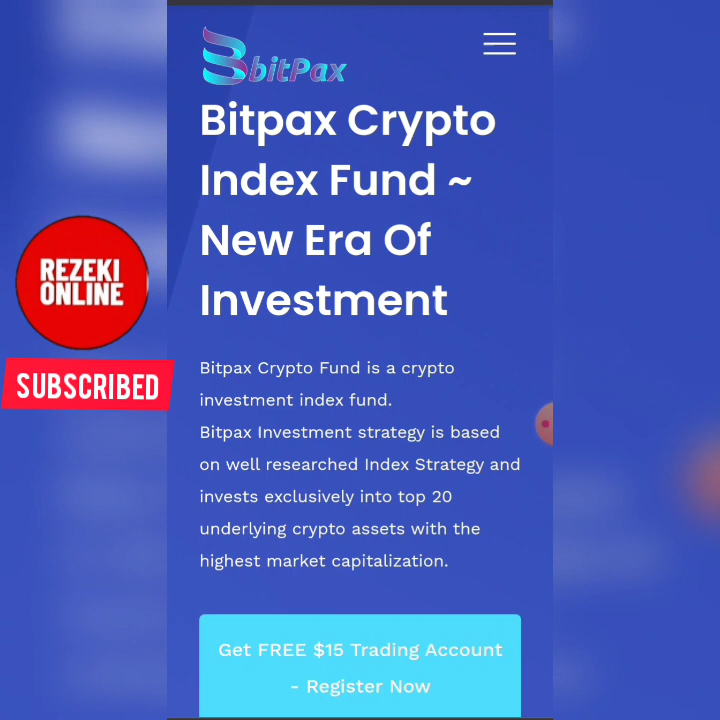 bitPax
Bitpax Crypto
Index Fund ~
New Era Of
Investment
REZEKI
ONLINE
SUBSCRIBED
Bitpax Crypto Fund is a crypto
investment index fund.
Bitpax Investment strategy is based
on well researched Index Strategy and
invests exclusively into top 20
underlying crypto assets with the
highest market capitalization.
Get FREE $15 Trading Account
- Register Now